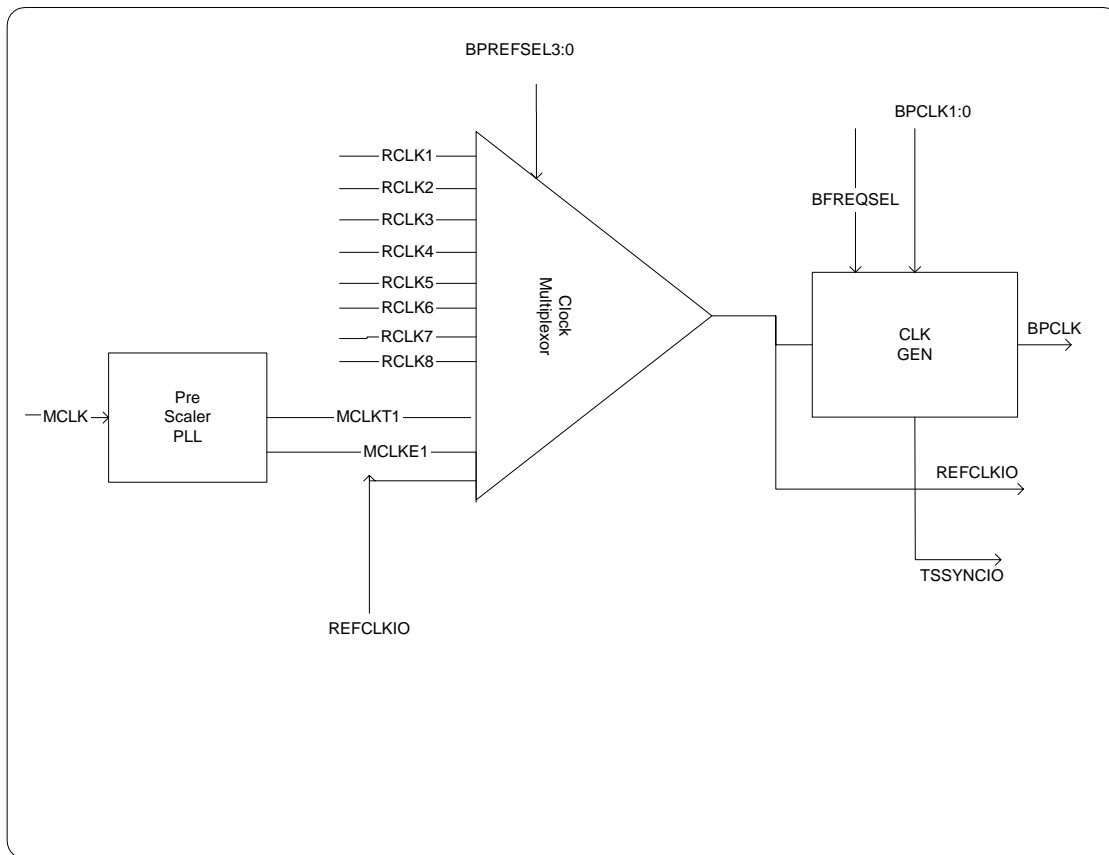 BPREFSEL3:0
BPCLK1:0
RCLK1
RCLK2
BFREQSEL
RCLK3
RCLK4
RCLK5
RCLK6
RCLK7
RCLK8
Clock
Multiplexor
CLK
GEN
BPCLK
MCLK
Pre
Scaler
PLL
MCLKT1
MCLKE1
REFCLKIO
TSSYNCIO
REFCLKIO